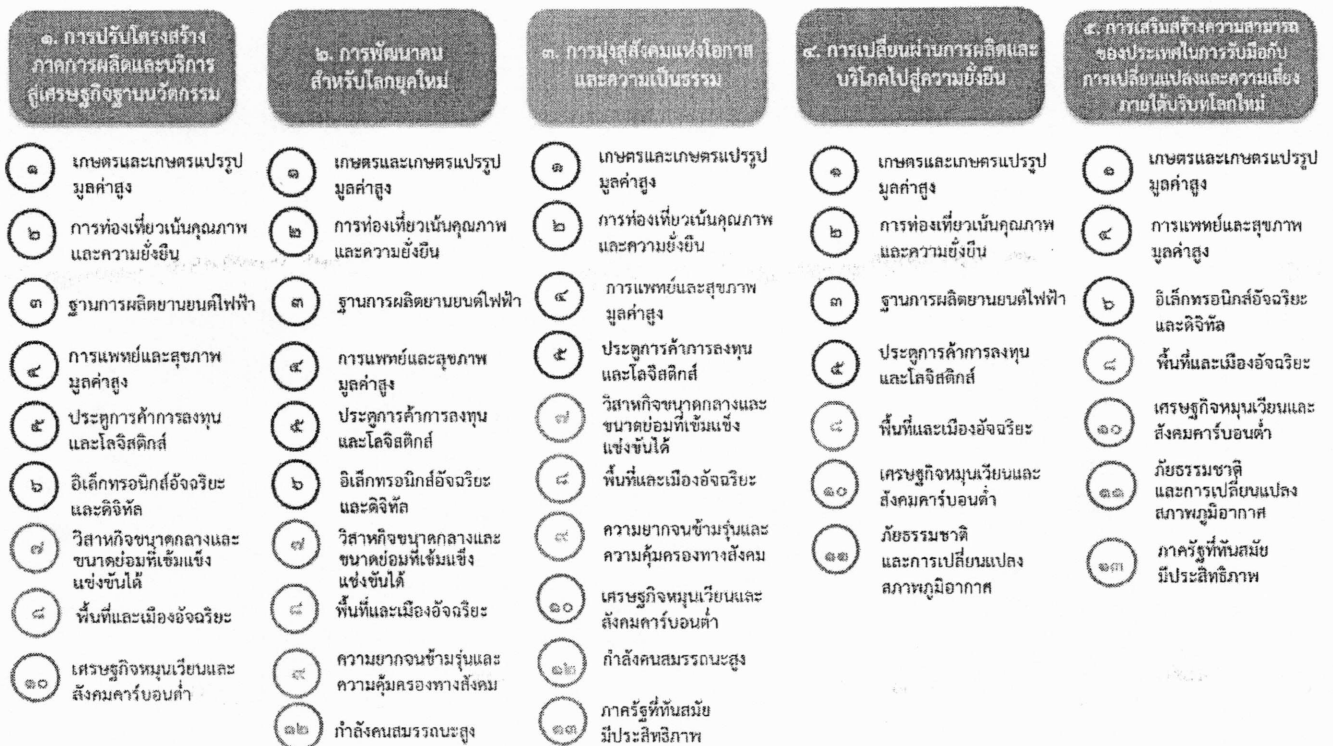 ๑. การปรับโครงสร้าง
ภาคการผลิตและบริการ
สู่เศรษฐกิจฐานนวัตกรรม
๑
เกษตรและเกษตรแปรรูป
มูลค่าสูง
๒
การท่องเที่ยวเน้นคุณภาพ
และความยั่งยืน
๓
ฐานการผลิตยานยนต์ไฟฟ้า
๔
การแพทย์และสุขภาพ
มูลค่าสูง
๕
ประตูการค้าการลงทุน
และโลจิสติกส์
๖
อิเล็กทรอนิกส์อัจฉริยะ
และดิจิทัล
๗
วิสาหกิจขนาดกลางและ
ขนาดย่อมที่เข้มแข็ง
แข่งขันได้
๘
พื้นที่และเมืองอัจฉริยะ
๑๐
เศรษฐกิจหมุนเวียนและ
สังคมคาร์บอนต่ำ
๒. การพัฒนาคน
สำหรับโลกยุคใหม่
๑
เกษตรและเกษตรแปรรูป
มูลค่าสูง
๒
การท่องเที่ยวเน้นคุณภาพ
และความยั่งยืน
๓
ฐานการผลิตยานยนต์ไฟฟ้า
๔
การแพทย์และสุขภาพ
มูลค่าสูง
๕
ประตูการค้าการลงทุน
และโลจิสติกส์
๖
อิเล็กทรอนิกส์อัจฉริยะ
และดิจิทัล
๗
วิสาหกิจขนาดกลางและ
ขนาดย่อมที่เข้มแข็ง
แข่งขันได้
๘
พื้นที่และเมืองอัจฉริยะ
๙
ความยากจนข้ามรุ่นและ
ความคุ้มครองทางสังคม
๑๒
กำลังคนสมรรถนะสูง
๓. การมุ่งสู่สังคมแห่งโอกาส
และความเป็นธรรม
๑
เกษตรและเกษตรแปรรูป
มูลค่าสูง
๒
การท่องเที่ยวเน้นคุณภาพ
และความยั่งยืน
๔
การแพทย์และสุขภาพ
มูลค่าสูง
๕
ประตูการค้าการลงทุน
และโลจิสติกส์
๗
วิสาหกิจขนาดกลางและ
ขนาดย่อมที่เข้มแข็ง
แข่งขันได้
๘
พื้นที่และเมืองอัจฉริยะ
๙
ความยากจนข้ามรุ่นและ
ความคุ้มครองทางสังคม
๑๐
เศรษฐกิจหมุนเวียนและ
สังคมคาร์บอนต่ำ
๑๒
กำลังคนสมรรถนะสูง
๑๓
ภาครัฐที่ทันสมัย
มีประสิทธิภาพ
๔. การเปลี่ยนผ่านการผลิตและ
บริโภคไปสู่ความยั่งยืน
๑
เกษตรและเกษตรแปรรูป
มูลค่าสูง
๒
การท่องเที่ยวเน้นคุณภาพ
และความยั่งยืน
๓
ฐานการผลิตยานยนต์ไฟฟ้า
๕
ประตูการค้าการลงทุน
และโลจิสติกส์
๘
พื้นที่และเมืองอัจฉริยะ
๑๐
เศรษฐกิจหมุนเวียนและ
สังคมคาร์บอนต่ำ
๑๑
ภัยธรรมชาติ
และการเปลี่ยนแปลง
สภาพภูมิอากาศ
๕. การเสริมสร้างความสามารถ
ของประเทศในการรับมือกับ
การเปลี่ยนแปลงและความเสี่ยง
ภายใต้บริบทโลกใหม่
๑
เกษตรและเกษตรแปรรูป
มูลค่าสูง
๔
การแพทย์และสุขภาพ
มูลค่าสูง
๖
อิเล็กทรอนิกส์อัจฉริยะ
และดิจิทัล
๘
พื้นที่และเมืองอัจฉริยะ
๑๐
เศรษฐกิจหมุนเวียนและ
สังคมคาร์บอนต่ำ
๑๑
ภัยธรรมชาติ
และการเปลี่ยนแปลง
สภาพภูมิอากาศ
๑๓
ภาครัฐที่ทันสมัย
มีประสิทธิภาพ